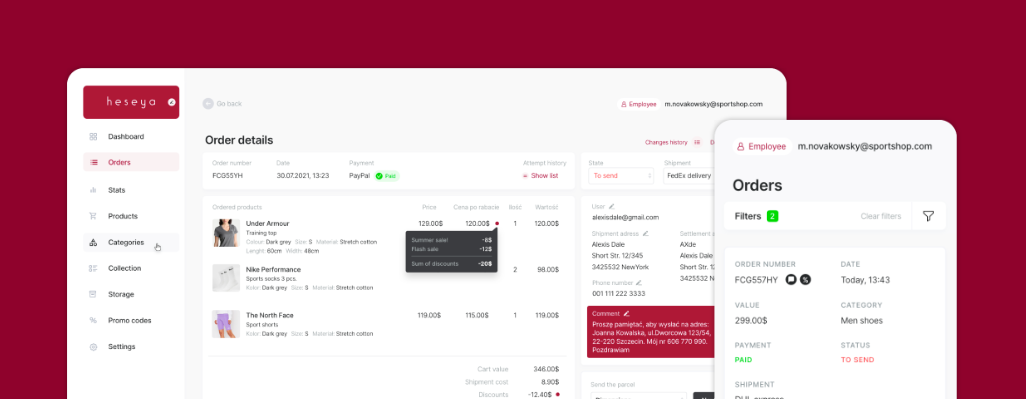 heseya
Go back
Employee m.novakowsky@sportshop.com
Dashboard
Orders
Stats
Products
Categories
Collection
Storage
Promo codes
Settings
Order details
Changes history
Order number Date Payment Attempt history
FCG55YH 30.07.2021, 13:23 PayPal Paid Show list
State Shipment
To send FedEx delivery
Ordered products Price Cena po rabacie Ilość Wartość
Under Armour 129.00$ 120.00$ 1 120.00$
Training top
Colour: Dark grey Size: S Material: Stretch cotton
Lenght: 60cm Width: 48cm
Summer sale! -8$
Flash sale -12$
Sum of discounts -20$
Nike Performance 2 98.00$
Sports socks 3 pcs.
Kolor: Dark grey Size: S Material: Stretch cotton
The North Face 119.00$ 115.00$ 1 119.00$
Sport shorts
Kolor: Dark grey Size: S Material: Stretch cotton
Cart value 346.00$
Shipment cost 8.90$
Discounts -12.40$
User
alexisdale@gmail.com
Shipment adress Settlement
Alexis Dale AXde
Short Str. 12/345 Alexis Dale
3425532 NewYork Short Str. 1
3425532 N
Phone number
001 111 222 3333
Comment
Proszę pamiętać, aby wysłać na adres:
Joanna Kowalska, ul.Dworcowa 123/54,
22-220 Szczecin. Mój nr 606 770 990.
Pozdrawiam
Send the parcel
Employee m.novakowsky@sportshop.com
Orders
Filters 2 Clear filters
ORDER NUMBER DATE
FCG557HY Today, 13:43
VALUE CATEGORY
299.00$ Men shoes
PAYMENT STATUS
PAID TO SEND
SHIPMENT